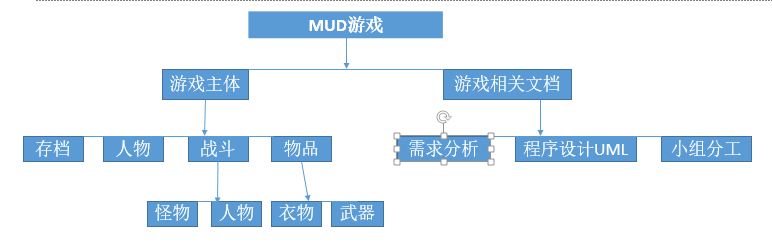 MUD游戏
游戏主体
游戏相关文档
存档
人物
战斗
物品
需求分析
程序设计UML
小组分工
怪物
人物
衣物
武器